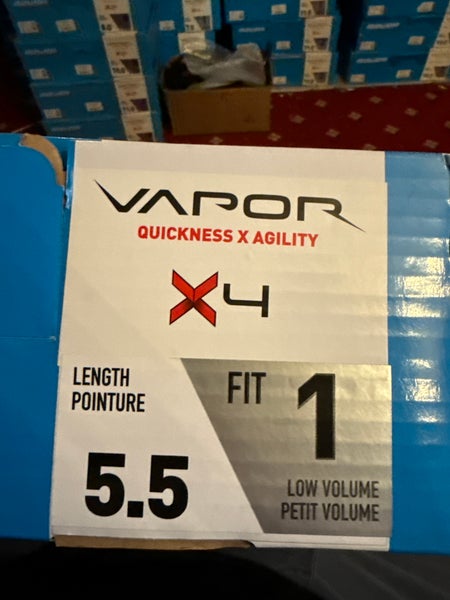 VAPOR
QUICKNESS X AGILITY
X4
LENGTH
POINTURE
5.5
FIT 1
LOW VOLUME
PETIT VOLUME